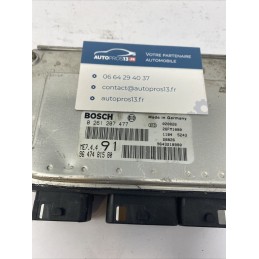 AUTOPROS13.FR
VOTRE PARTENAIRE
AUTOMOBILE
06 64 29 40 37
contact@autopros13.fr
autopros13.fr
BOSCH
Made in Germany
0 261 207 477
ME7.4.4 91
96 474 815 80